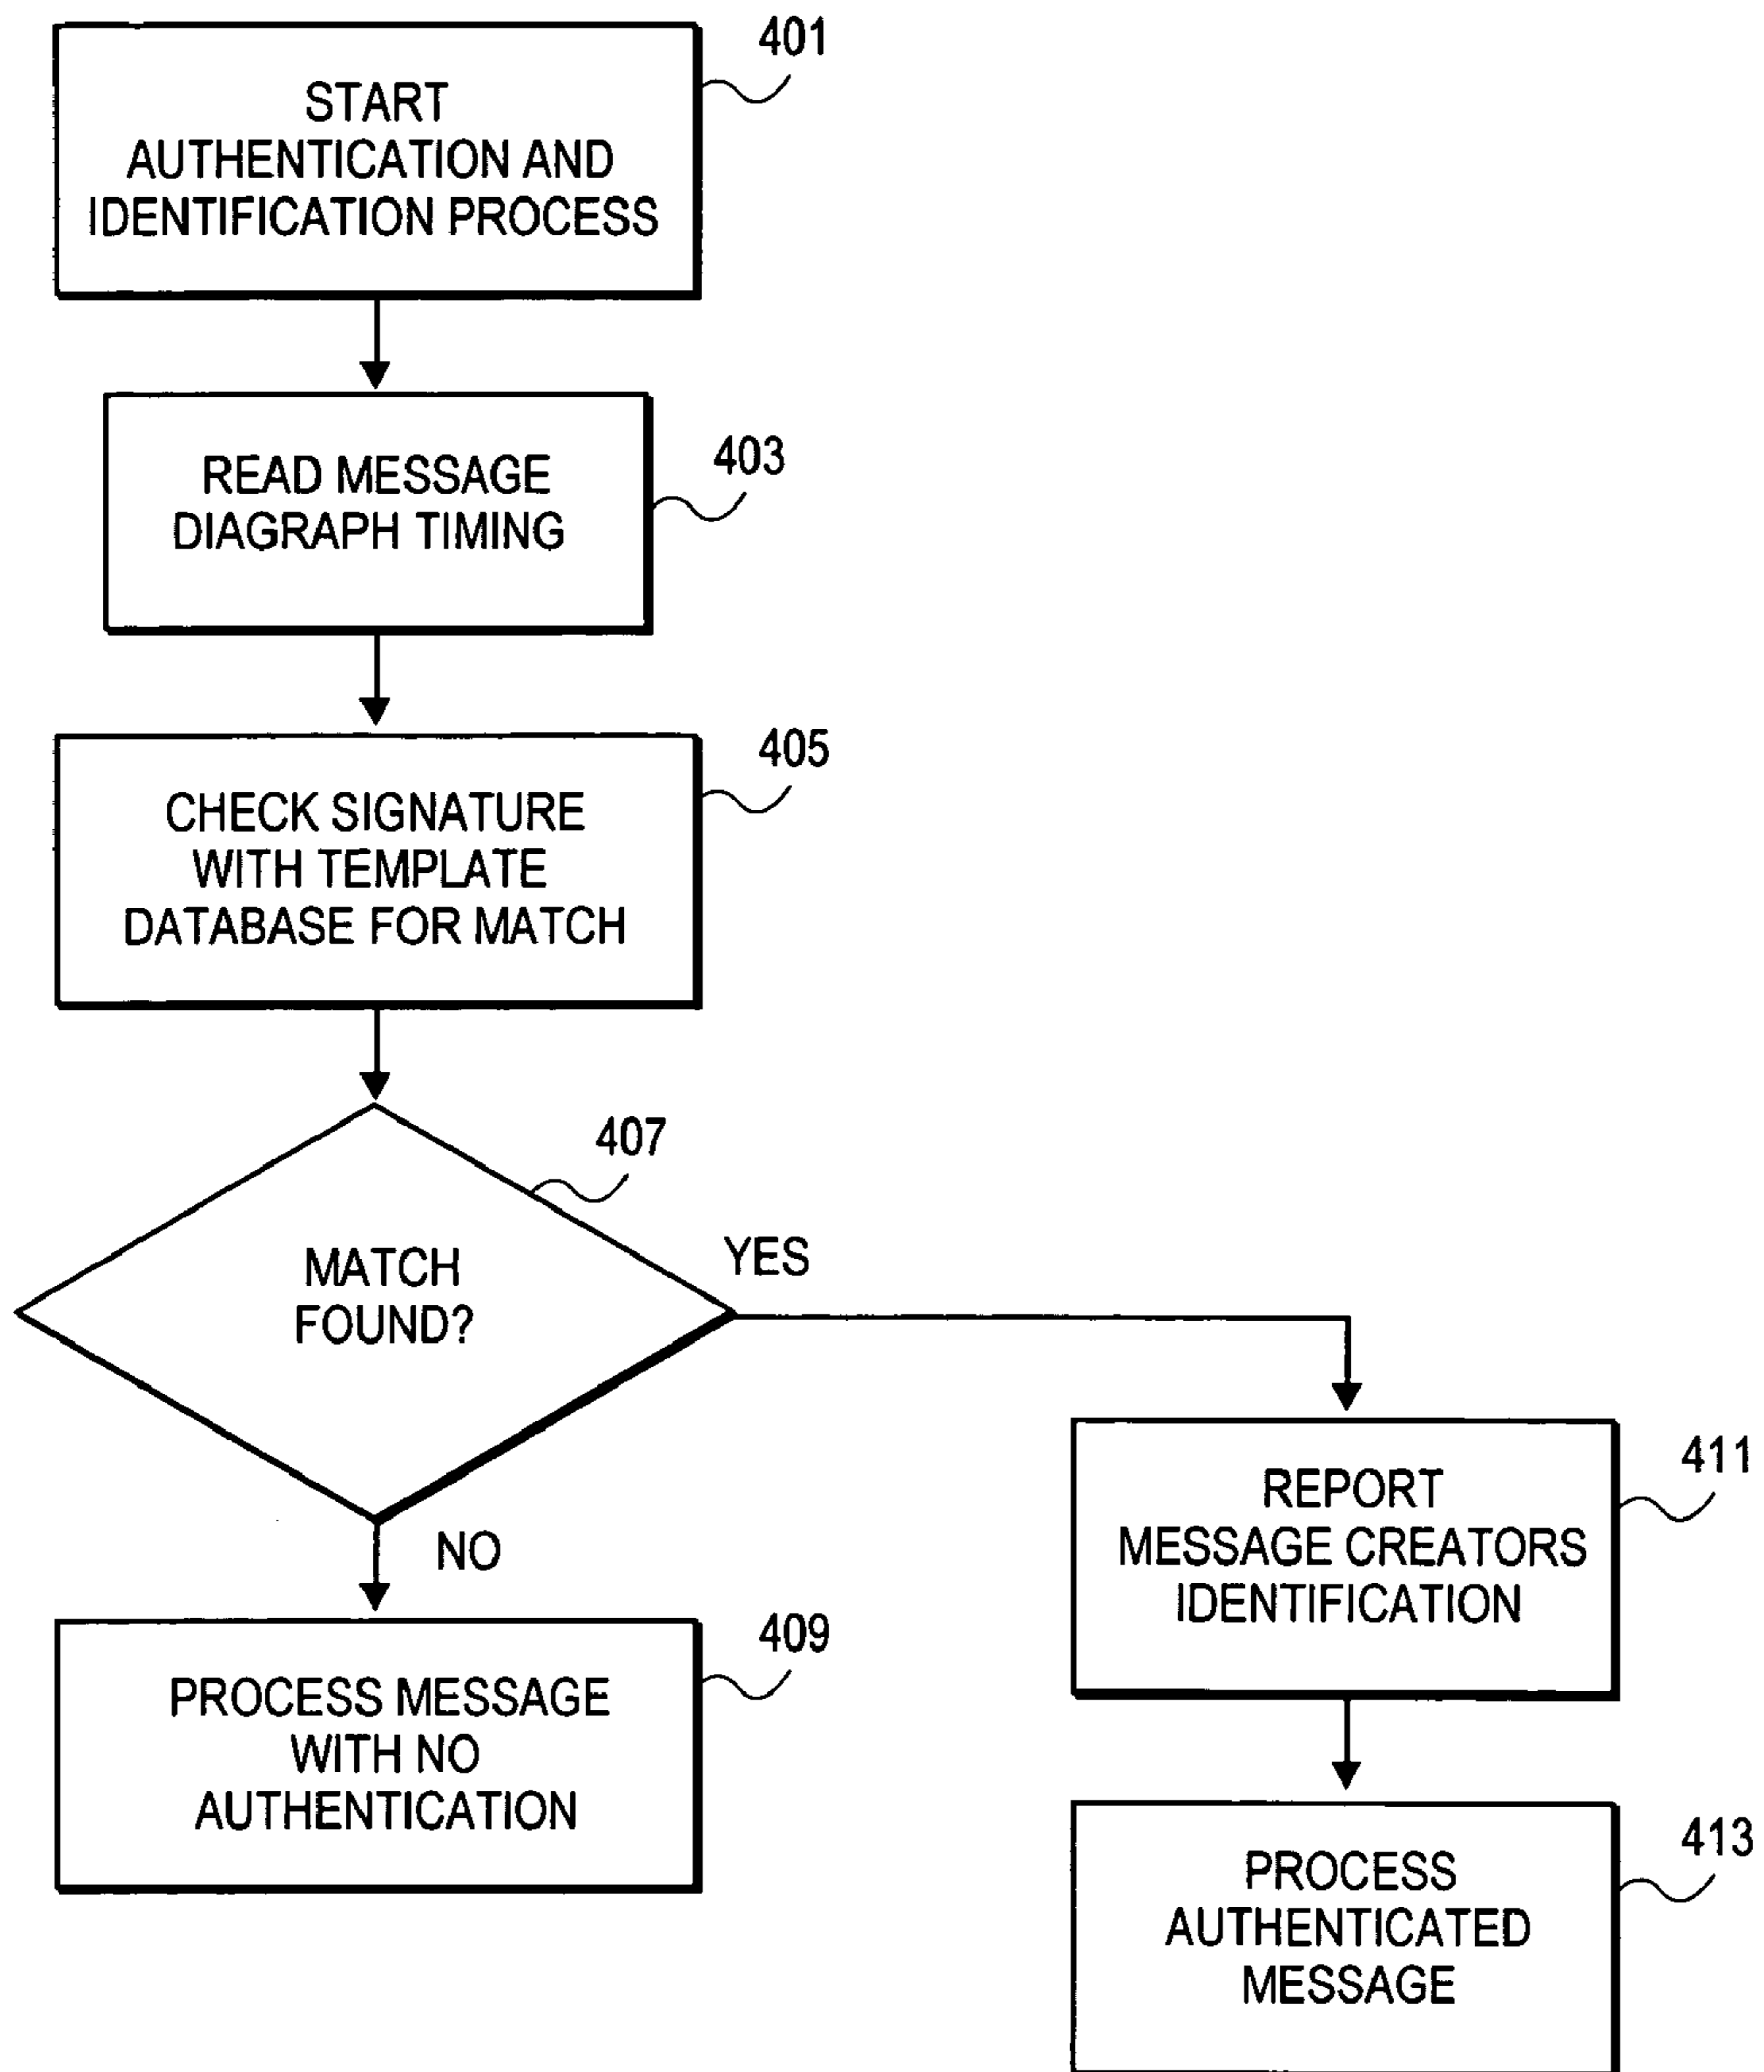 401
START
AUTHENTICATION AND
IDENTIFICATION PROCESS
403
READ MESSAGE
DIAGRAPH TIMING
405
CHECK SIGNATURE
WITH TEMPLATE
DATABASE FOR MATCH
407
MATCH
FOUND?
YES
NO
409
PROCESS MESSAGE
WITH NO
AUTHENTICATION
411
REPORT
MESSAGE CREATORS
IDENTIFICATION
413
PROCESS
AUTHENTICATED
MESSAGE